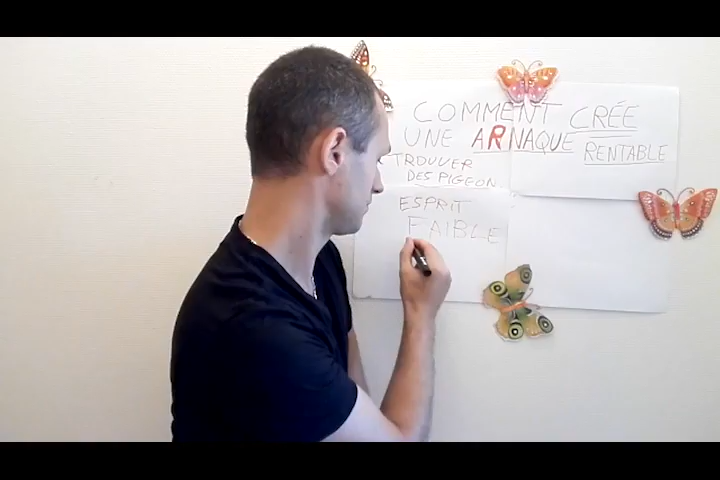 COMMENT CRÉE
UNE ARNAQUE RENTABLE
TROUVER
DES PIGEON
ESPRIT
FAIBLE